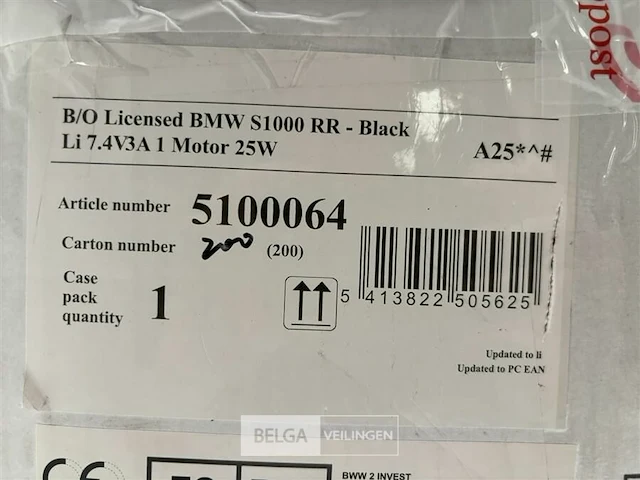 post
B/O Licensed BMW S1000 RR - Black
Li 7.4V3A 1 Motor 25W
A25*^#
Article number 5100064
Carton number 200 (200)
Case pack quantity 1
5 413822 505625
Updated to li
Updated to PC EAN
BELGA VEILINGEN
CE
BWW 2 INVEST